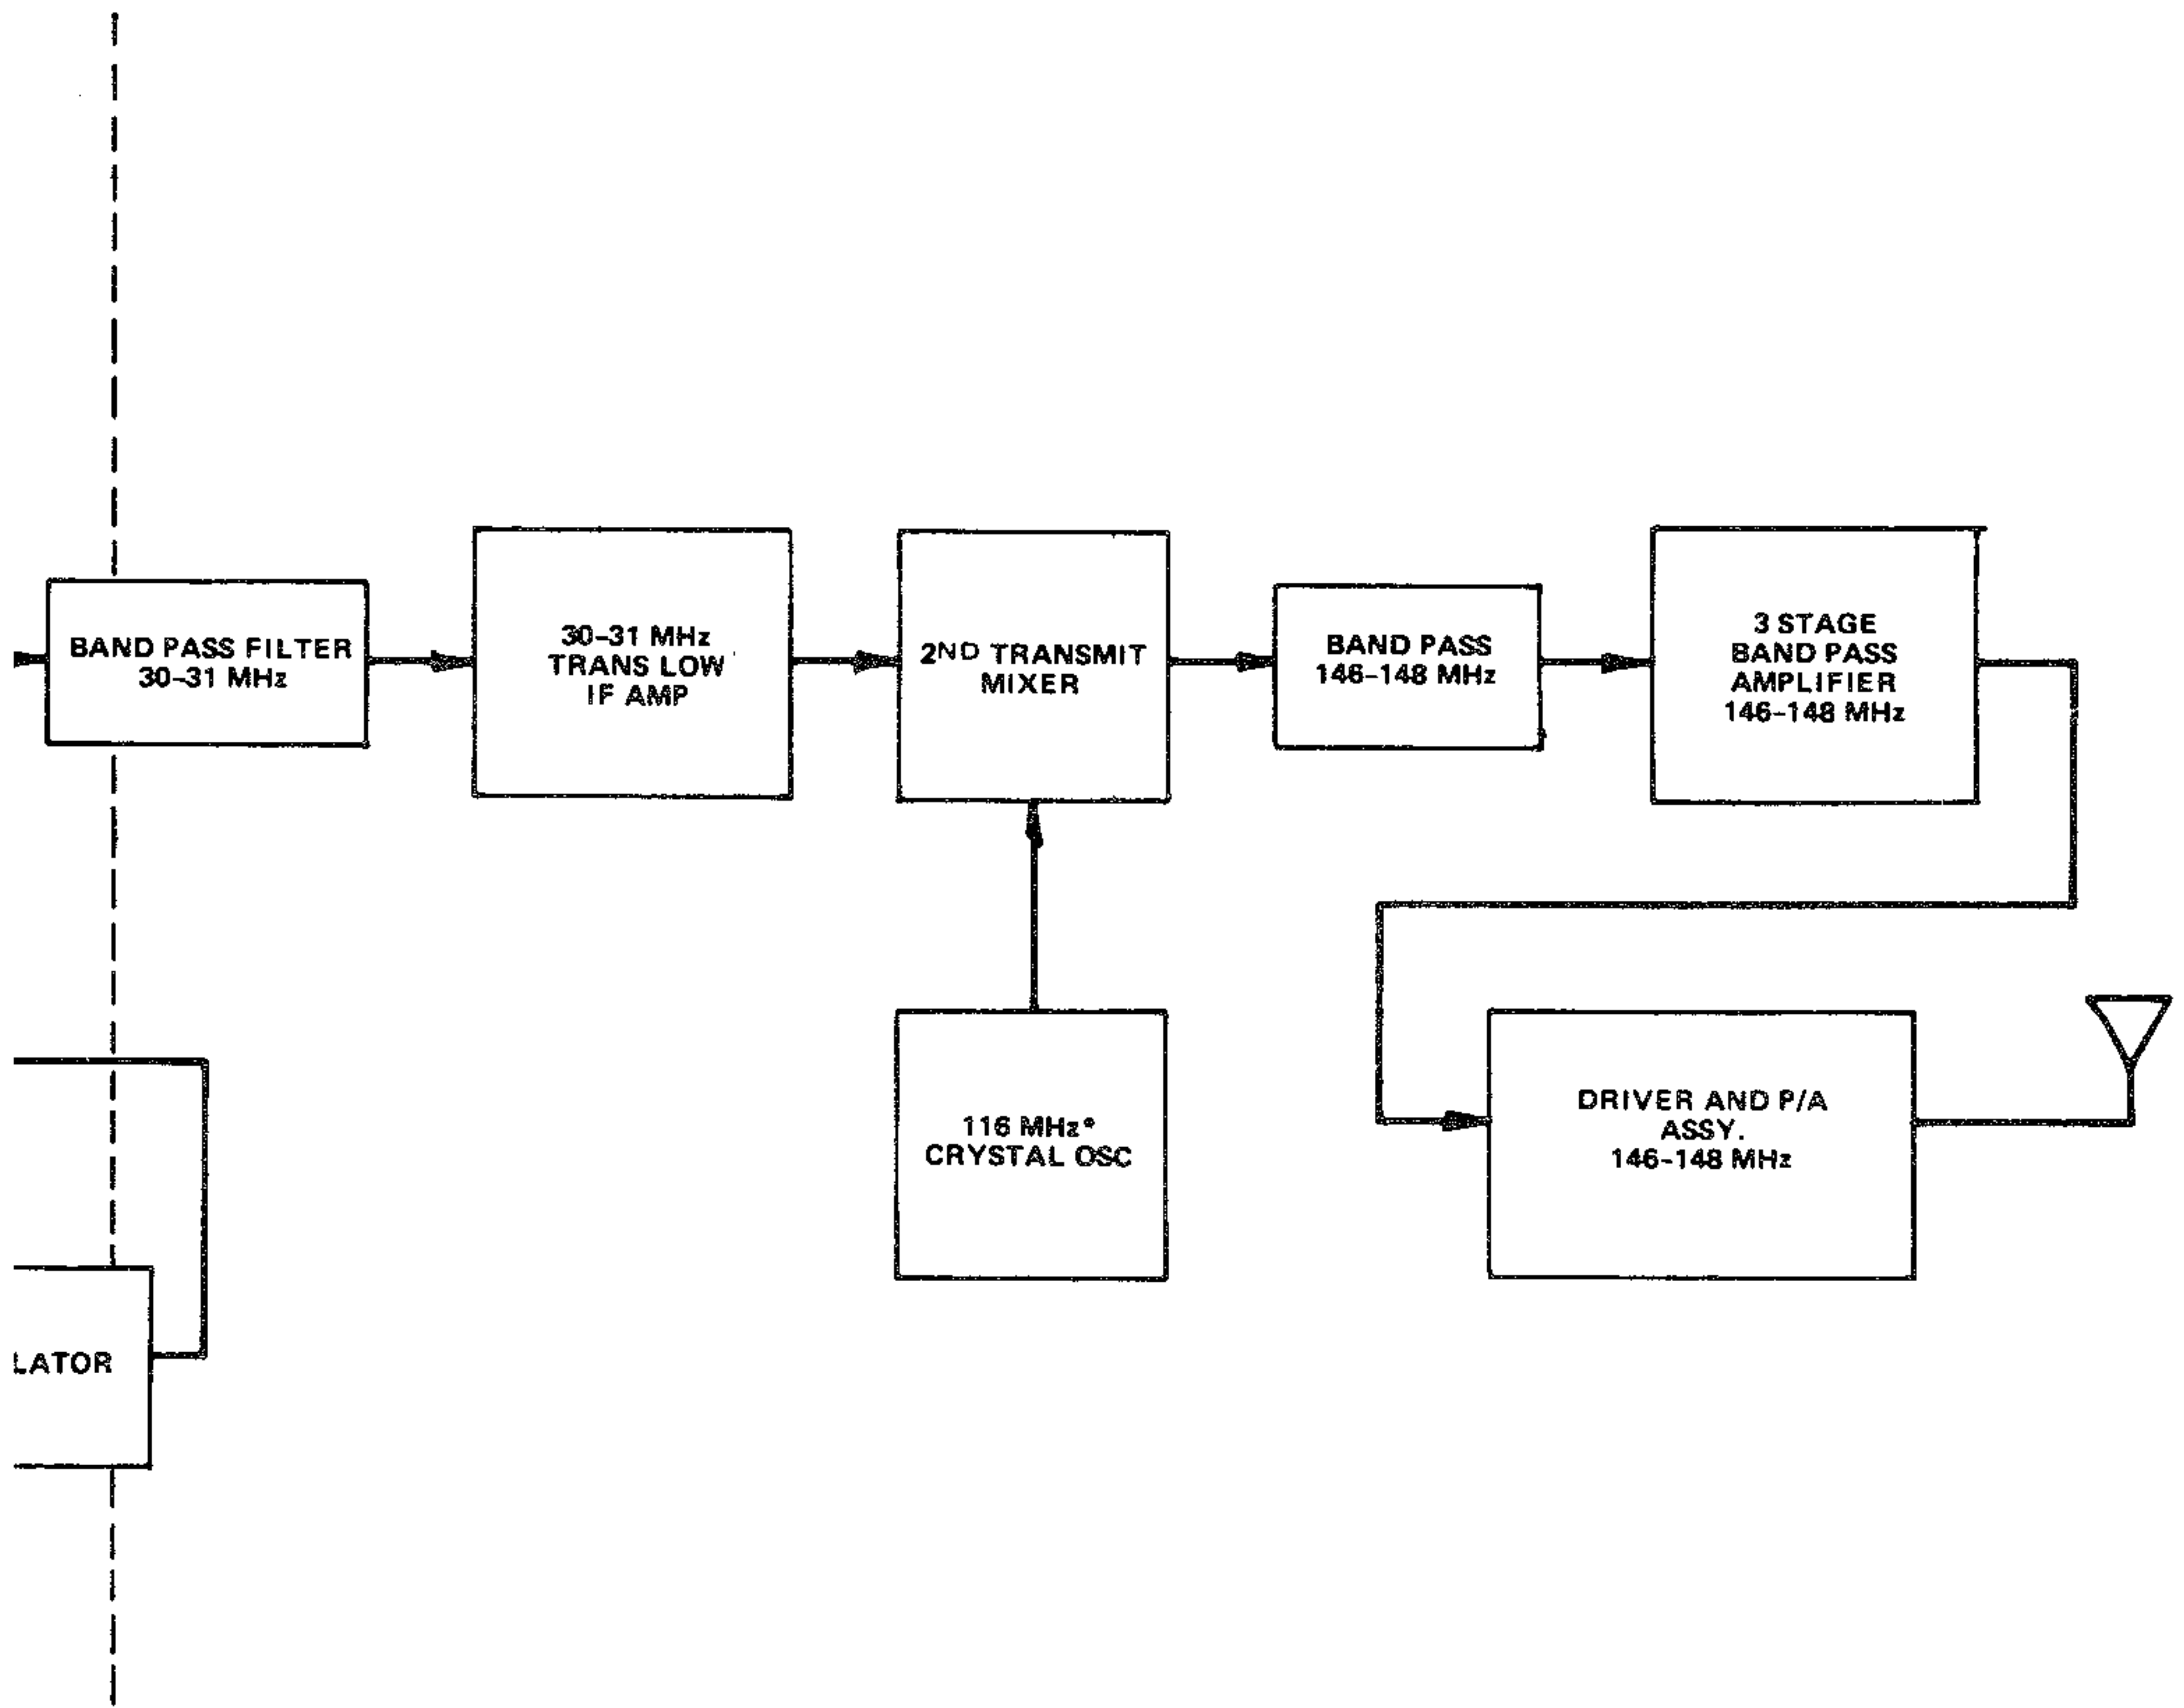 BAND PASS FILTER
30-31 MHz
30-31 MHz
TRANS LOW
IF AMP
2ND TRANSMIT
MIXER
BAND PASS
146-148 MHz
3 STAGE
BAND PASS
AMPLIFIER
146-148 MHz
116 MHz*
CRYSTAL OSC
DRIVER AND P/A
ASSY.
146-148 MHz
LATOR